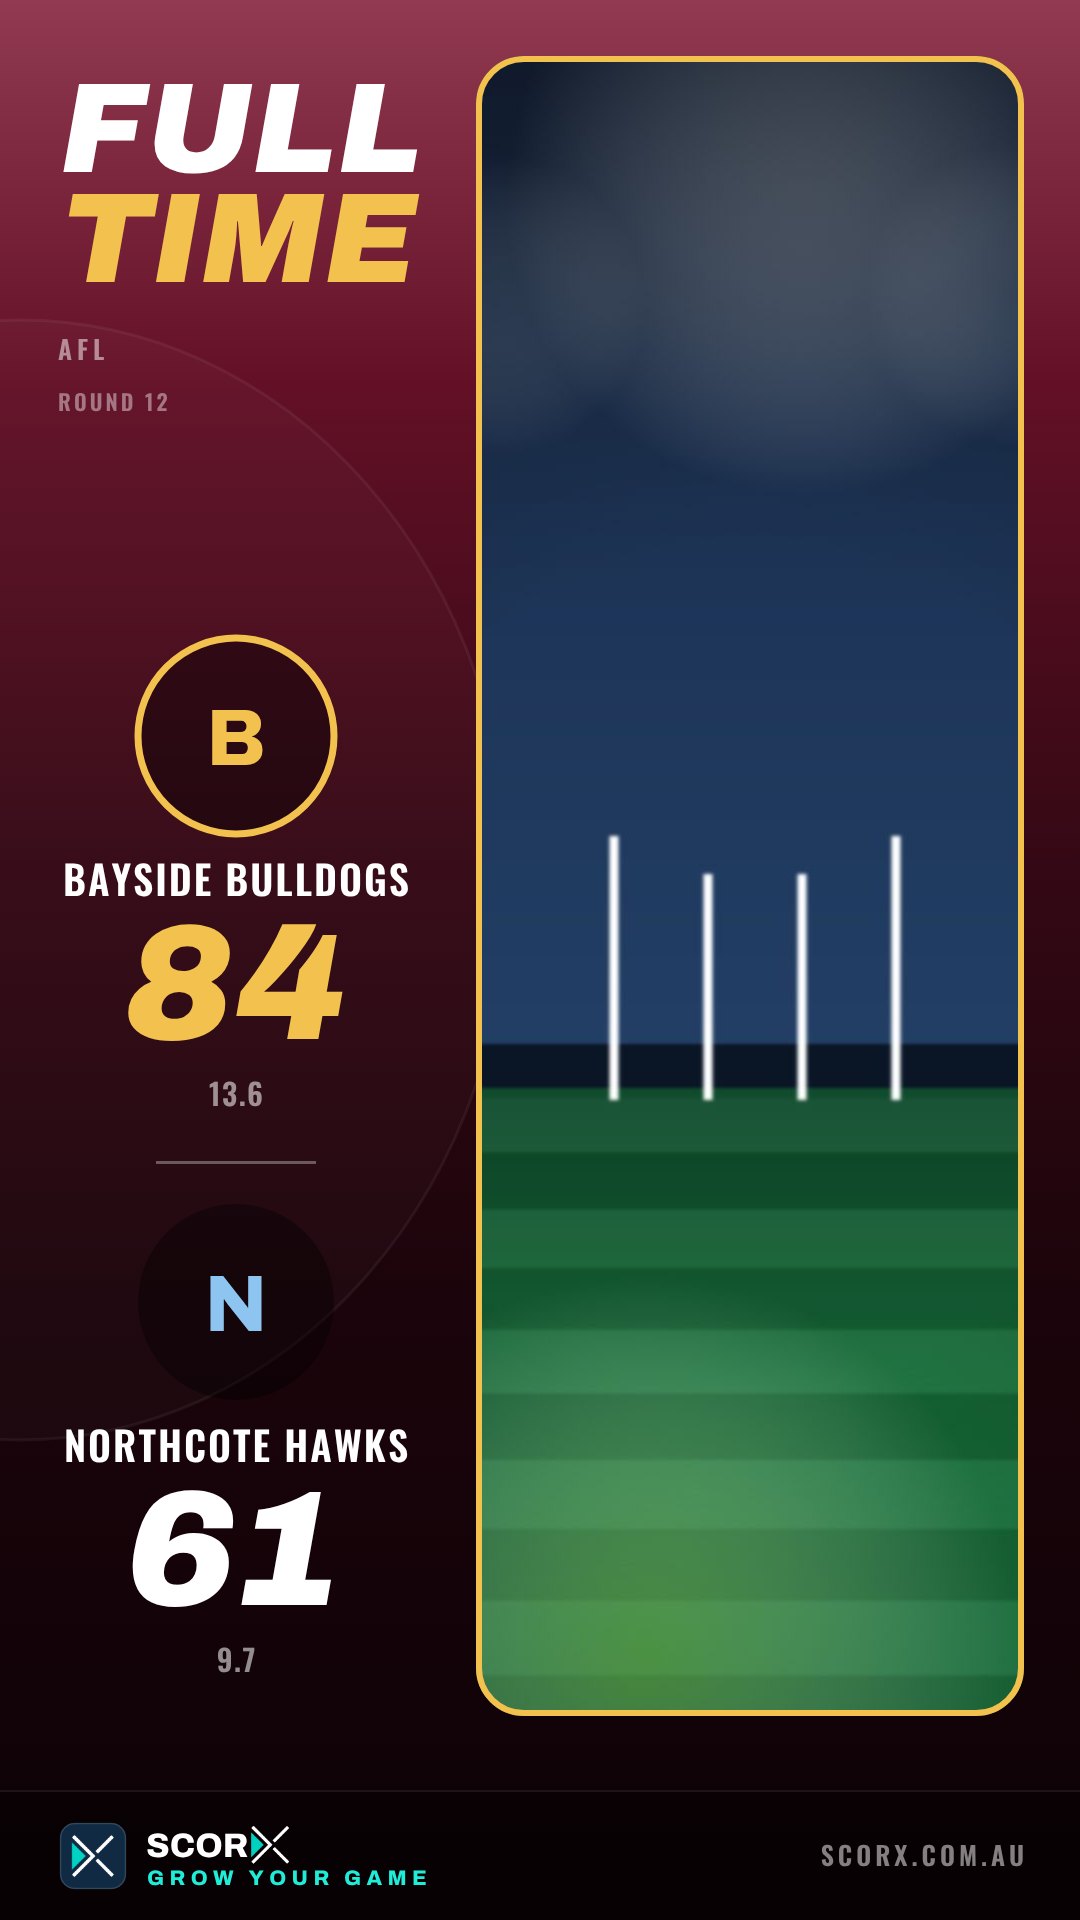 FULL
TIME
AFL
ROUND 12
B
BAYSIDE BULLDOGS
84
13.6
N
NORTHCOTE HAWKS
61
9.7
SCORX
GROW YOUR GAME
SCORX.COM.AU